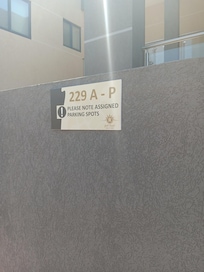 229 A - P
PLEASE NOTE ASSIGNED
PARKING SPOTS.